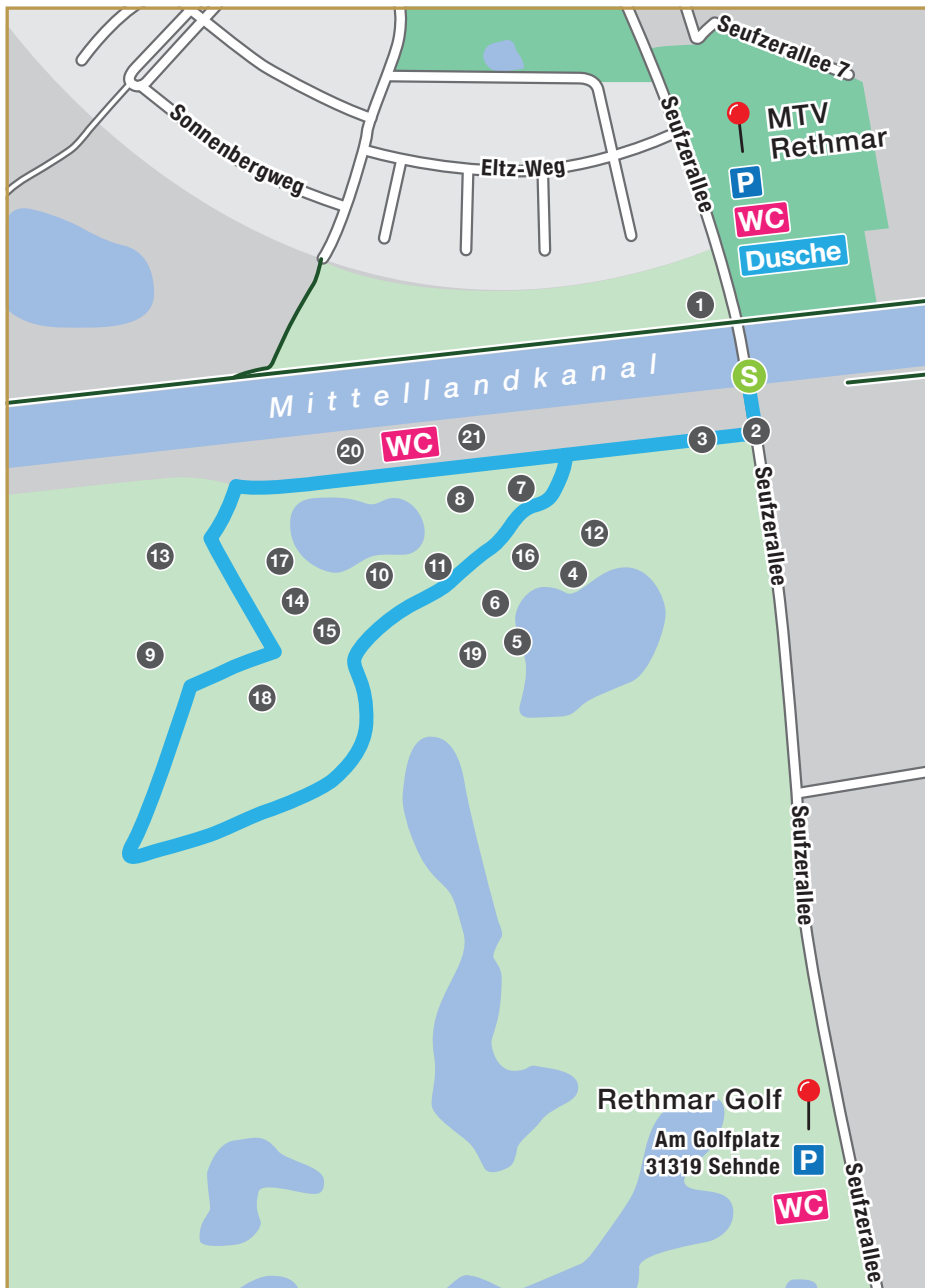 Seufzerallee 7
MTV
Rethmar
P
WC
Dusche
Seufzerallee
Sonnenbergweg
Eltz-Weg
1
Mittellandkanal
S
2
3
21
WC
20
7
8
12
13
17
16
11
10
4
14
6
15
5
19
9
18
Seufzerallee
Seufzerallee
Rethmar Golf
Am Golfplatz
31319 Sehnde
P
WC
Seufzerallee